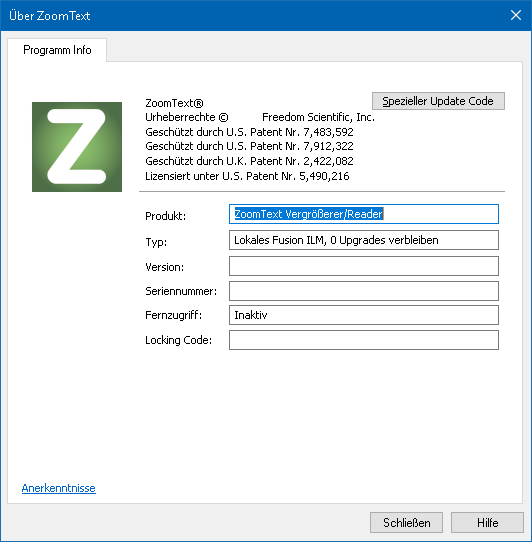 Über ZoomText
Programm Info
Z
ZoomText®
Spezieller Update Code
Urheberrechte © Freedom Scientific, Inc.
Geschützt durch U.S. Patent Nr. 7,483,592
Geschützt durch U.S. Patent Nr. 7,912,322
Geschützt durch U.K. Patent Nr. 2,422,082
Lizensiert unter U.S. Patent Nr. 5,490,216
Produkt: ZoomText Vergrößerer/Reader
Typ: Lokales Fusion ILM, 0 Upgrades verbleiben
Version:
Seriennummer:
Fernzugriff: Inaktiv
Locking Code:
Anerkenntnisse
Schließen Hilfe